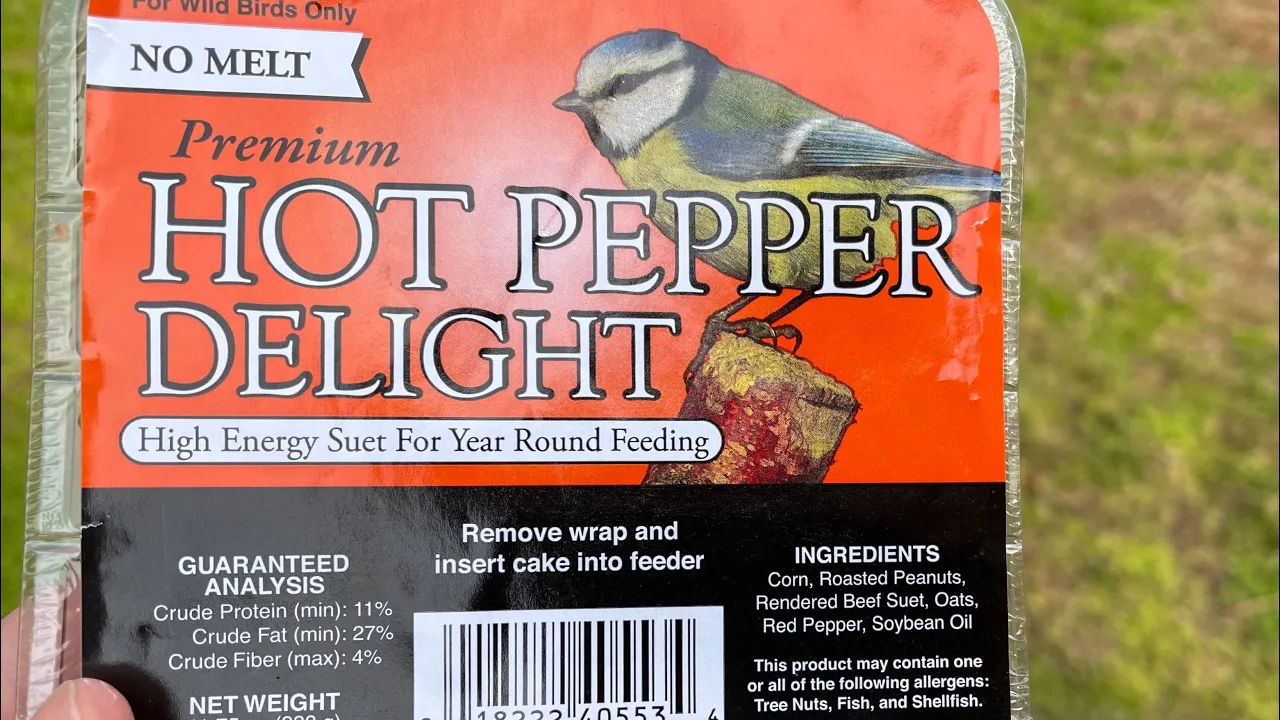 For Wild Birds Only
NO MELT
Premium
HOT PEPPER
DELIGHT
High Energy Suet For Year Round Feeding
Remove wrap and
insert cake into feeder
GUARANTEED
ANALYSIS
Crude Protein (min): 11%
Crude Fat (min): 27%
Crude Fiber (max): 4%
NET WEIGHT
INGREDIENTS
Corn, Roasted Peanuts,
Rendered Beef Suet, Oats,
Red Pepper, Soybean Oil
This product may contain one
or all of the following allergens:
Tree Nuts, Fish, and Shellfish.
18222 40553